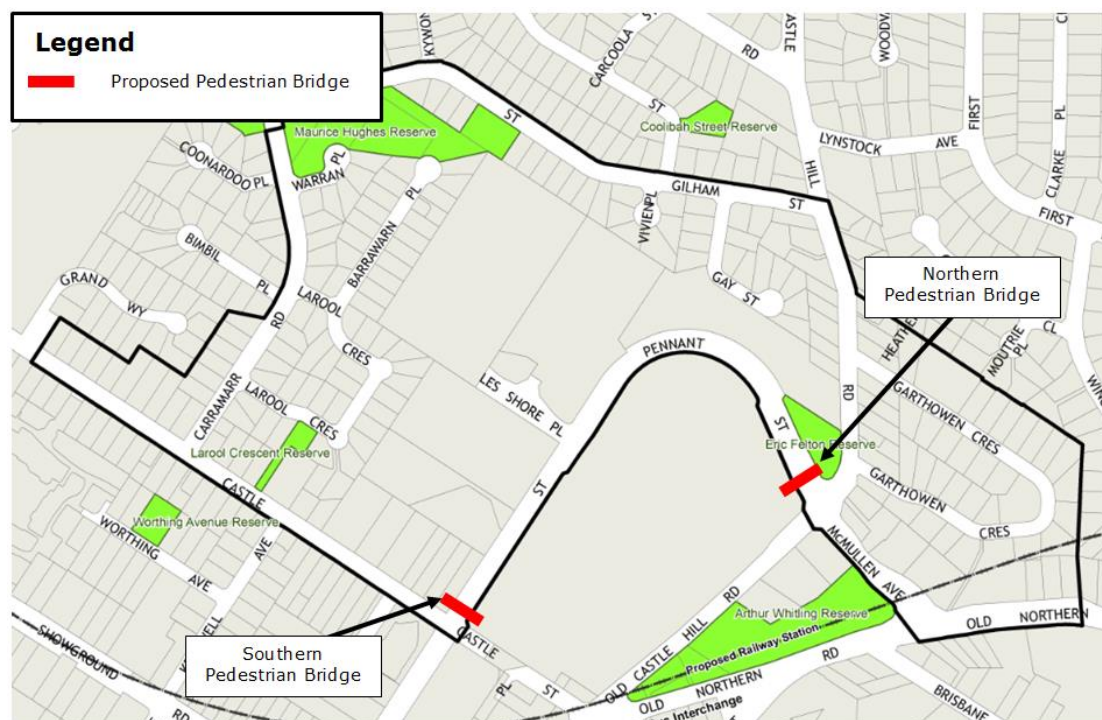 Legend
Proposed Pedestrian Bridge
KYWON
CARCOOLA ST
RD
CASTLE
WOODVA
FIRST
CLARKE PL
ST
Maurice Hughes Reserve
Coolibah Street Reserve
LYNSTOCK AVE
HILL
COONARDOO PL
WARRAN PL
BARRAWARN PL
VIVIEN PL
GILHAM ST
FIRST
BIMBIL PL
GAY ST
Northern
Pedestrian Bridge
GRAND WY
LAROOL CRES
RD
PENNANT
HEATHE
MOUTRIE PL
CL
WIN
LES SHORE PL
CARRAMARR
LAROOL CRES
RD
GARTHOWEN CRES
ST
Eric Felton Reserve
Larool Crescent Reserve
CASTLE
ST
GARTHOWEN CRES
Worthing Avenue Reserve
WORTHING AVE
AVE
MCMULLEN AVE
RD
Arthur Whitling Reserve
OLD NORTHERN
SHOWGROUND RD
ELL
CASTLE ST
PL
Southern
Pedestrian Bridge
Proposed Railway Station
OLD CASTLE HILL
OLD NORTHERN RD
BRISBANE
Interchange